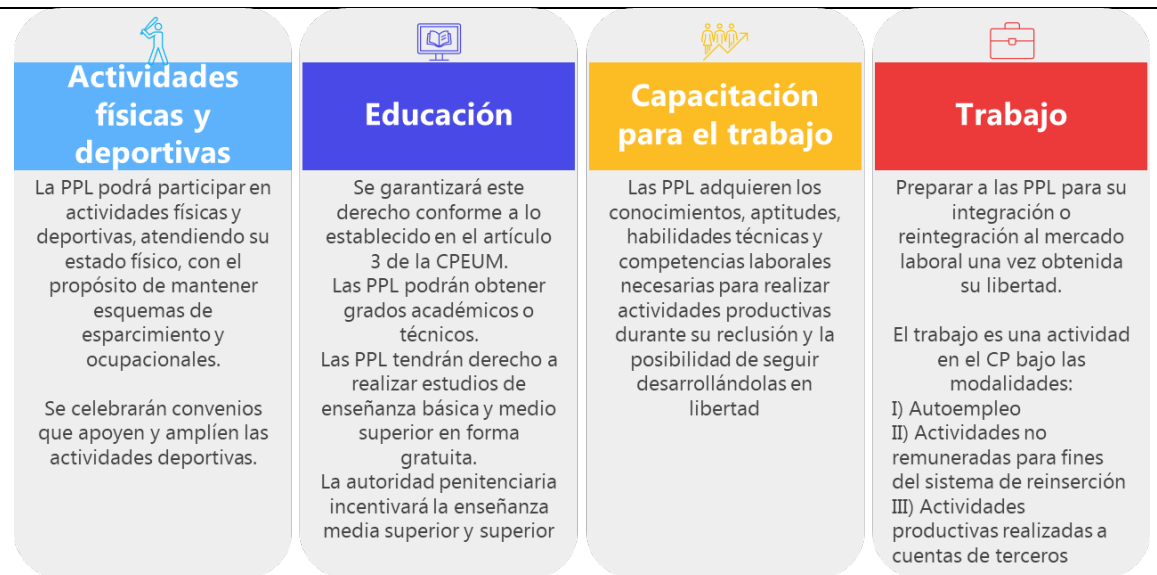 Actividades
físicas y
deportivas
La PPL podrá participar en
actividades físicas y
deportivas, atendiendo su
estado físico, con el
propósito de mantener
esquemas de
esparcimiento y
ocupacionales.
Se celebrarán convenios
que apoyen y amplíen las
actividades deportivas.
Educación
Se garantizará este
derecho conforme a lo
establecido en el artículo
3 de la CPEUM.
Las PPL podrán obtener
grados académicos o
técnicos.
Las PPL tendrán derecho a
realizar estudios de
enseñanza básica y medio
superior en forma
gratuita.
La autoridad penitenciaria
incentivará la enseñanza
media superior y superior
Capacitación
para el trabajo
Las PPL adquieren los
conocimientos, aptitudes,
habilidades técnicas y
competencias laborales
necesarias para realizar
actividades productivas
durante su reclusión y la
posibilidad de seguir
desarrollándolas en
libertad
Trabajo
Preparar a las PPL para su
integración o
reintegración al mercado
laboral una vez obtenida
su libertad.
El trabajo es una actividad
en el CP bajo las
modalidades:
I) Autoempleo
II) Actividades no
remuneradas para fines
del sistema de reinserción
III) Actividades
productivas realizadas a
cuentas de terceros